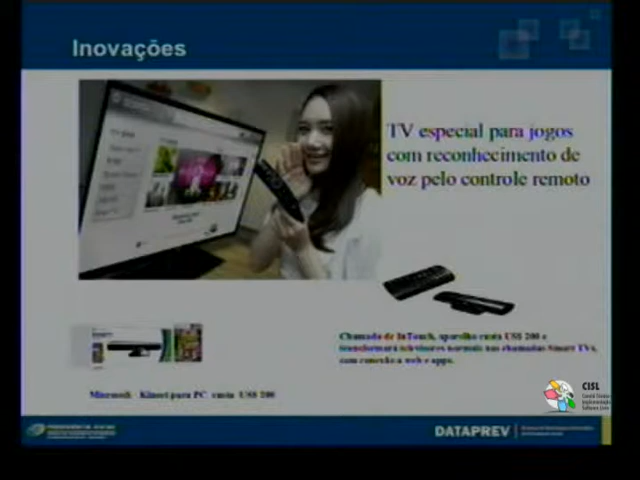 Inovações
TV especial para jogos
com reconhecimento de
voz pelo controle remoto
Chamado de InTouch, aparelho custa US$ 200 e
transformará televisores normais nas chamadas Smart TVs,
com conexão a web e apps.
Microsoft - Kinect para PC custa US$ 200
CISL
DATAPREV